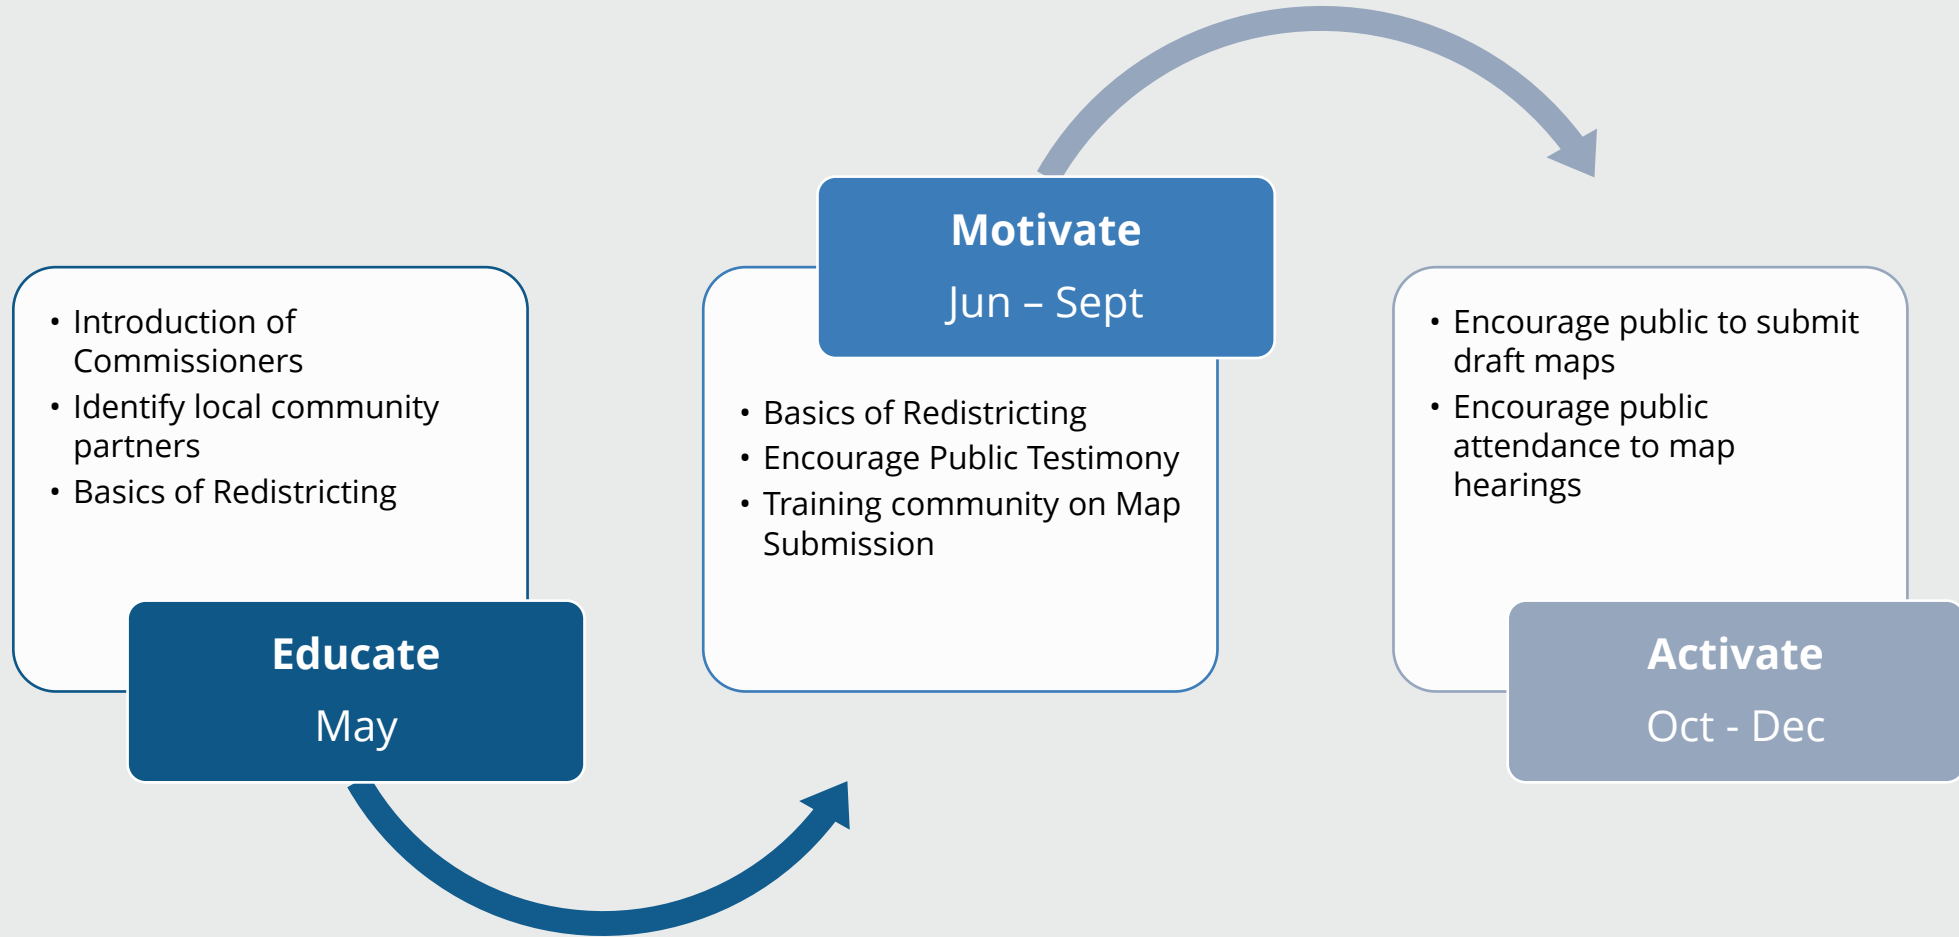 • Introduction of
Commissioners
• Identify local community
partners
• Basics of Redistricting
Educate
May
Motivate
Jun – Sept
• Basics of Redistricting
• Encourage Public Testimony
• Training community on Map
Submission
• Encourage public to submit
draft maps
• Encourage public
attendance to map
hearings
Activate
Oct - Dec